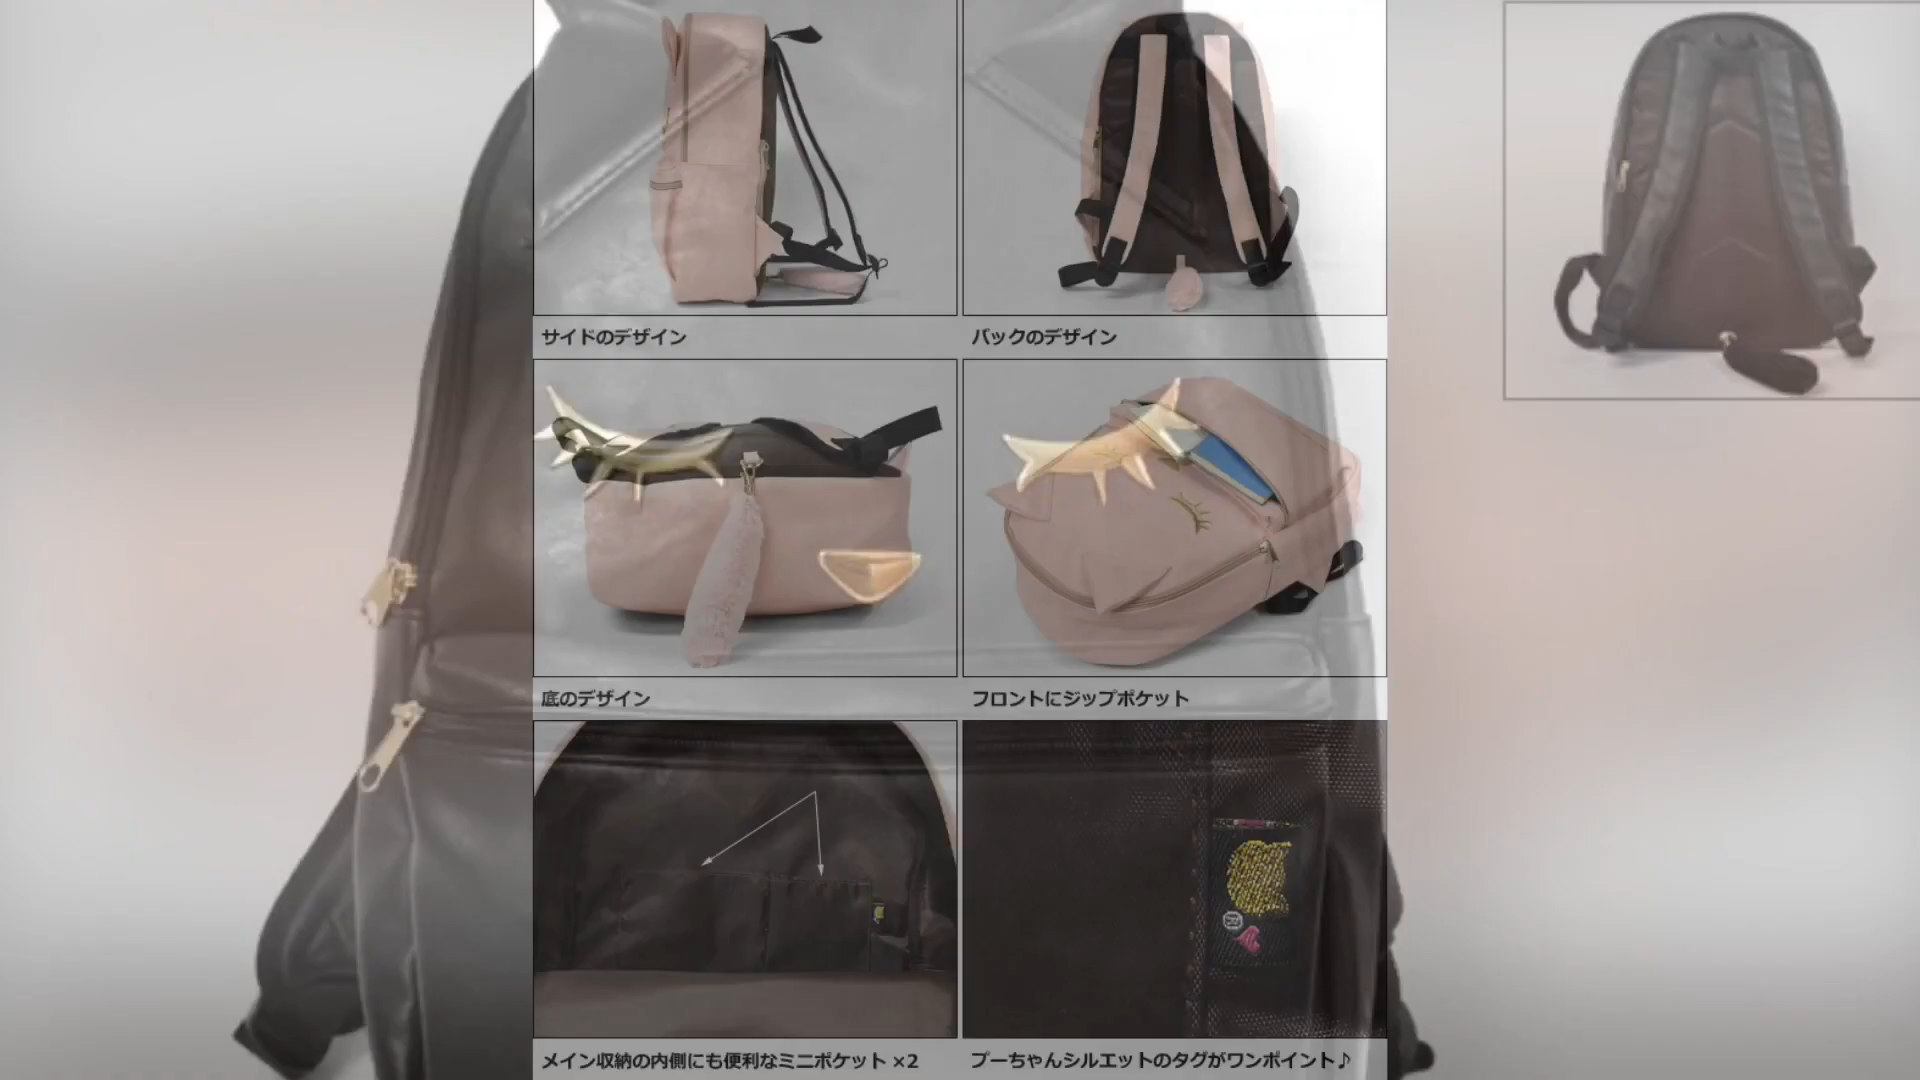 サイドのデザイン
バックのデザイン
底のデザイン
フロントにジップポケット
メイン収納の内側にも便利なミニポケット ×2
プーちゃんシルエットのタグがワンポイント♪